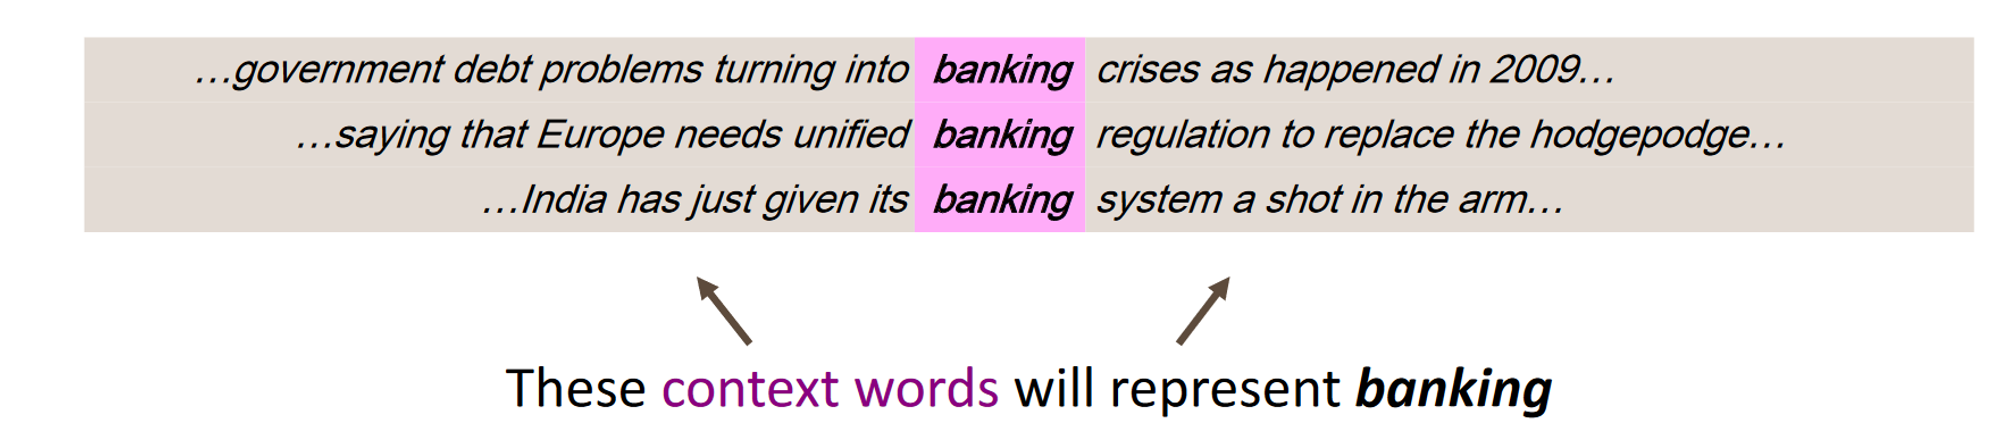 …government debt problems turning into banking crises as happened in 2009…
…saying that Europe needs unified banking regulation to replace the hodgepodge…
…India has just given its banking system a shot in the arm…
These context words will represent banking